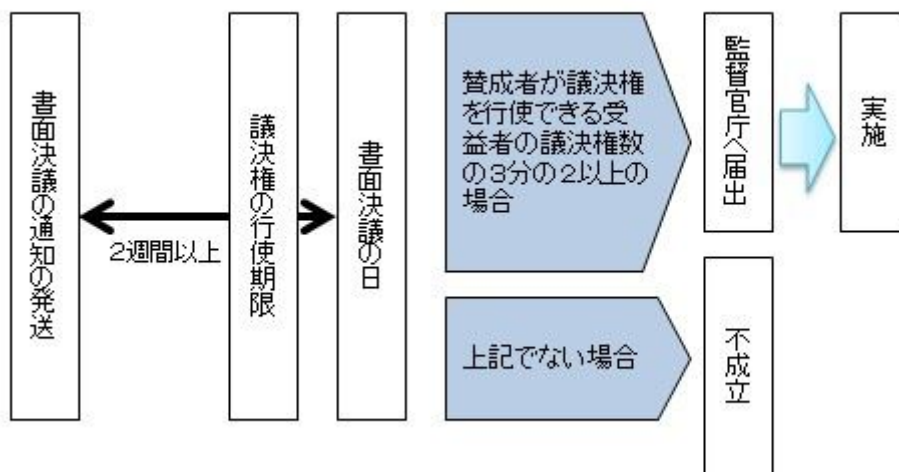 書面決議の通知の発送
2週間以上
議決権の行使期限
書面決議の日
賛成者が議決権
を行使できる受
益者の議決権数
の3分の2以上の
場合
監督官庁へ届出
実施
上記でない場合
不成立